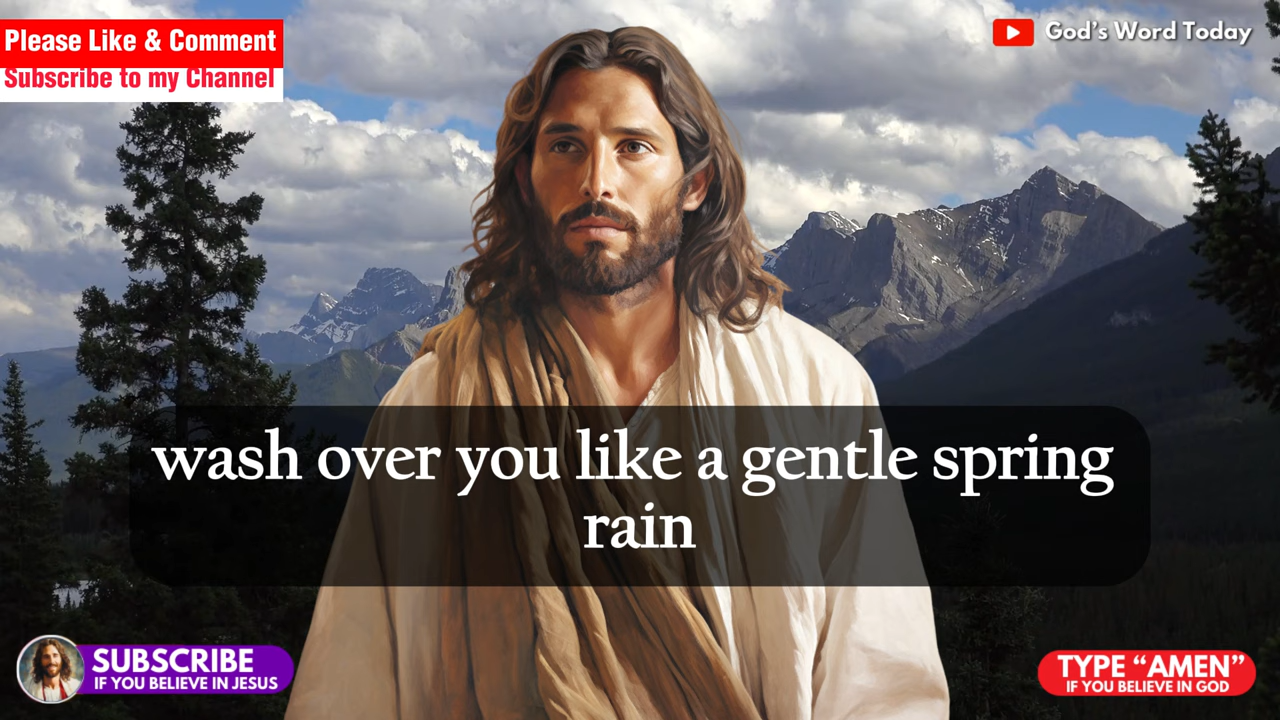 Please Like & Comment
Subscribe to my Channel
God's Word Today
wash over you like a gentle spring
rain
SUBSCRIBE
IF YOU BELIEVE IN JESUS
TYPE “AMEN”
IF YOU BELIEVE IN GOD